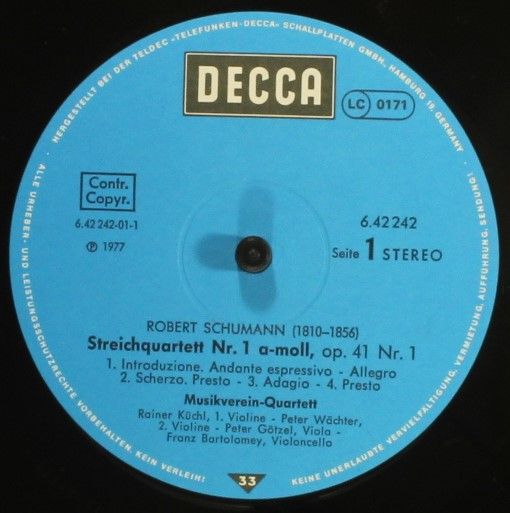 HERGESTELLT BEI DER TELDEC »TELEFUNKEN-DECCA« SCHALLPLATTEN GMBH, HAMBURG 19, GERMANY
ALLE URHEBER- UND LEISTUNGSSCHUTZRECHTE VORBEHALTEN. KEIN VERLEIH!
KEINE UNERLAUBTE VERVIELFÄLTIGUNG, VERMIETUNG, AUFFÜHRUNG, SENDUNG!
DECCA
LC 0171
Contr.
Copyr.
6.42 242-01-1
℗ 1977
6.42 242
Seite 1 STEREO
ROBERT SCHUMANN (1810-1856)
Streichquartett Nr. 1 a-moll, op. 41 Nr. 1
1. Introduzione. Andante espressivo - Allegro
2. Scherzo. Presto - 3. Adagio - 4. Presto
Musikverein-Quartett
Rainer Küchl, 1. Violine - Peter Wächter,
2. Violine - Peter Götzel, Viola -
Franz Bartolomey, Violoncello
33